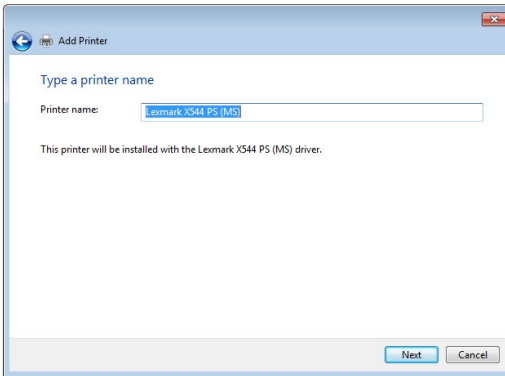 Add Printer
Type a printer name
Printer name: Lexmark X544 PS (MS)
This printer will be installed with the Lexmark X544 PS (MS) driver.
Next Cancel